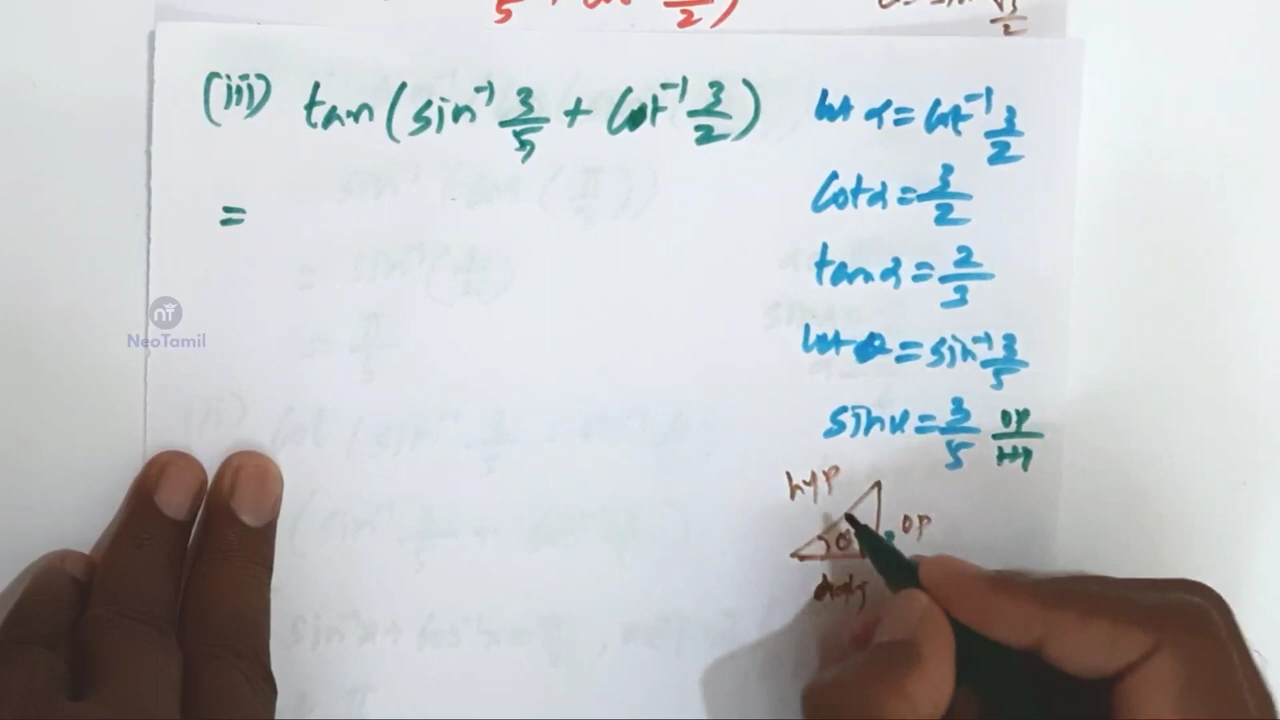 (iii) tan(sin⁻¹ 3/5 + cot⁻¹ 3/2)
=
let α = cot⁻¹ 3/2
cot α = 3/2
tan α = 2/3
let = sin⁻¹ 3/5
sin = 3/5 op/hyp
hyp
op
θ
NeoTamil